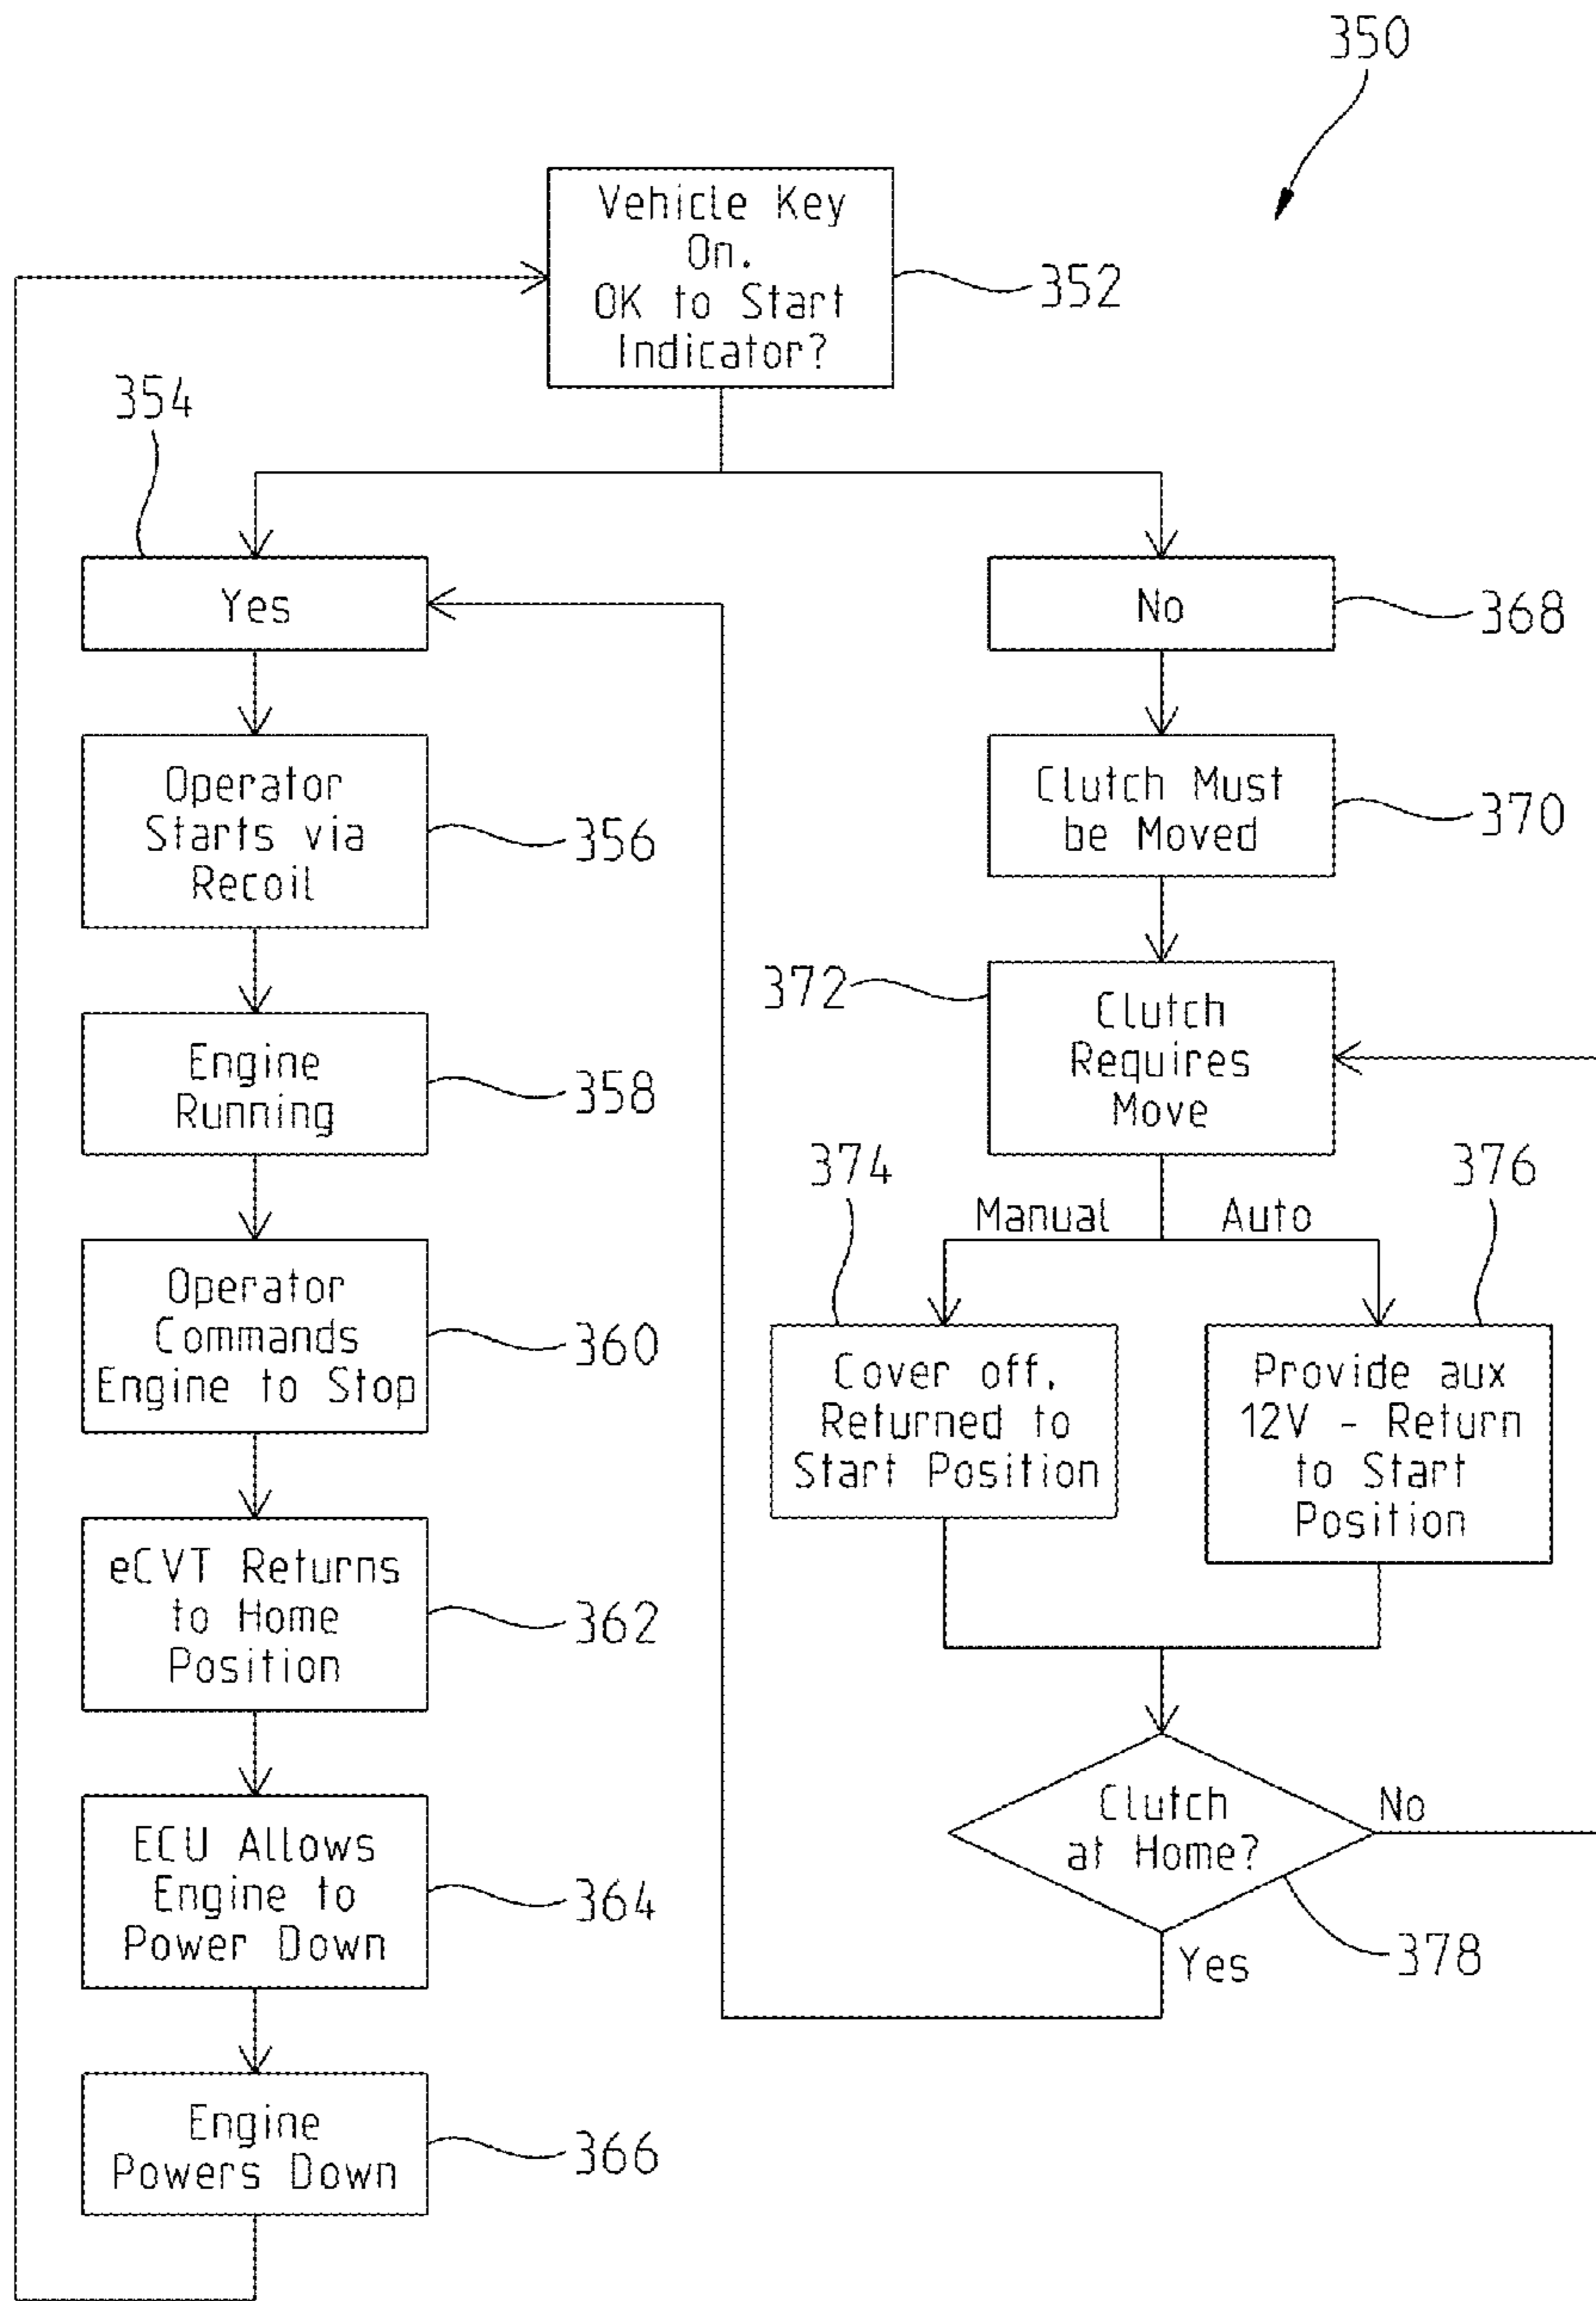 350
Vehicle Key
On.
OK to Start
Indicator?
352
354
Yes
No
368
Operator
Starts via
Recoil
356
Clutch Must
be Moved
370
Engine
Running
358
372
Clutch
Requires
Move
374
Manual
Auto
376
Operator
Commands
Engine to Stop
360
Cover off,
Returned to
Start Position
Provide aux
12V - Return
to Start
Position
eCVT Returns
to Home
Position
362
ECU Allows
Engine to
Power Down
364
Clutch
at Home?
No
Yes
378
Engine
Powers Down
366